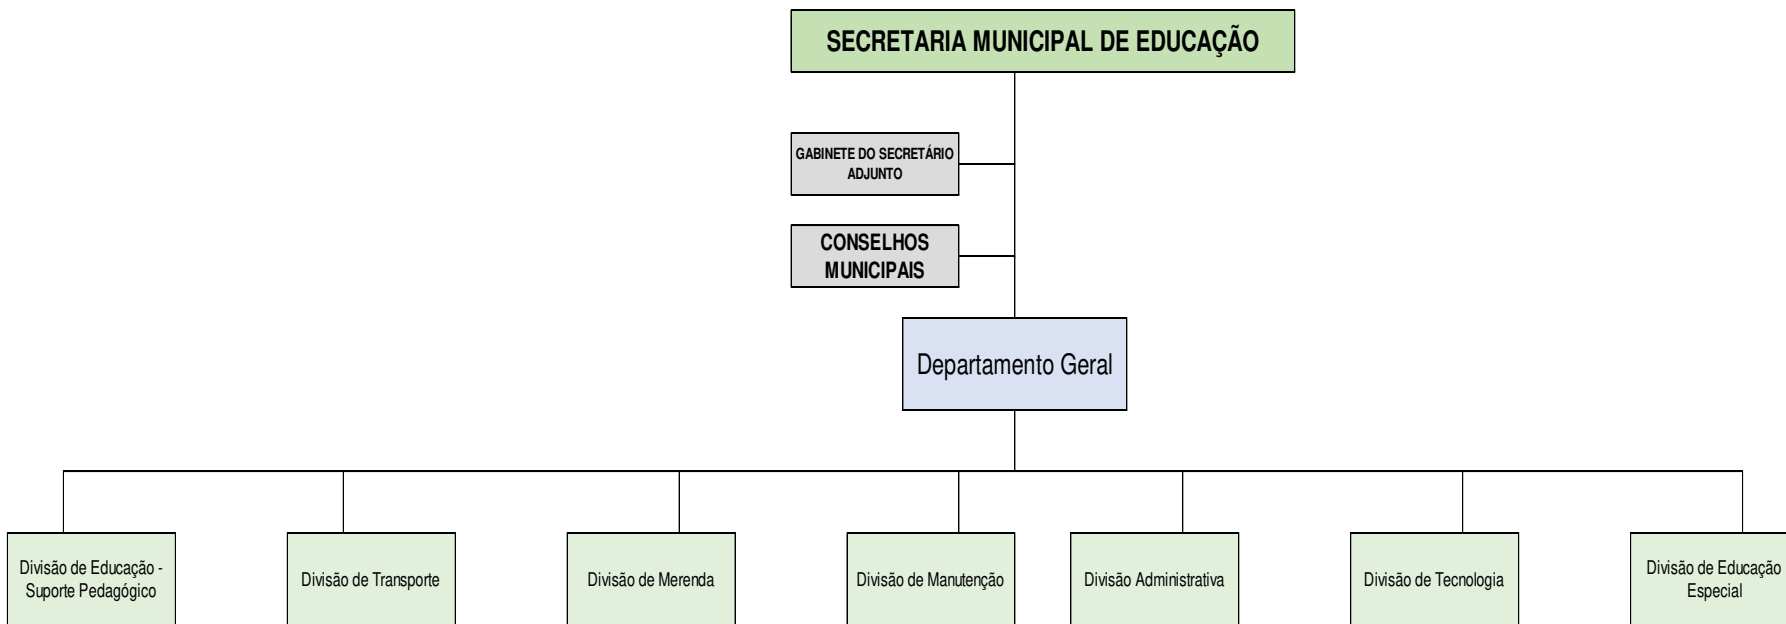 SECRETARIA MUNICIPAL DE EDUCAÇÃO
GABINETE DO SECRETÁRIO
ADJUNTO
CONSELHOS
MUNICIPAIS
Departamento Geral
Divisão de Educação -
Suporte Pedagógico
Divisão de Transporte
Divisão de Merenda
Divisão de Manutenção
Divisão Administrativa
Divisão de Tecnologia
Divisão de Educação
Especial